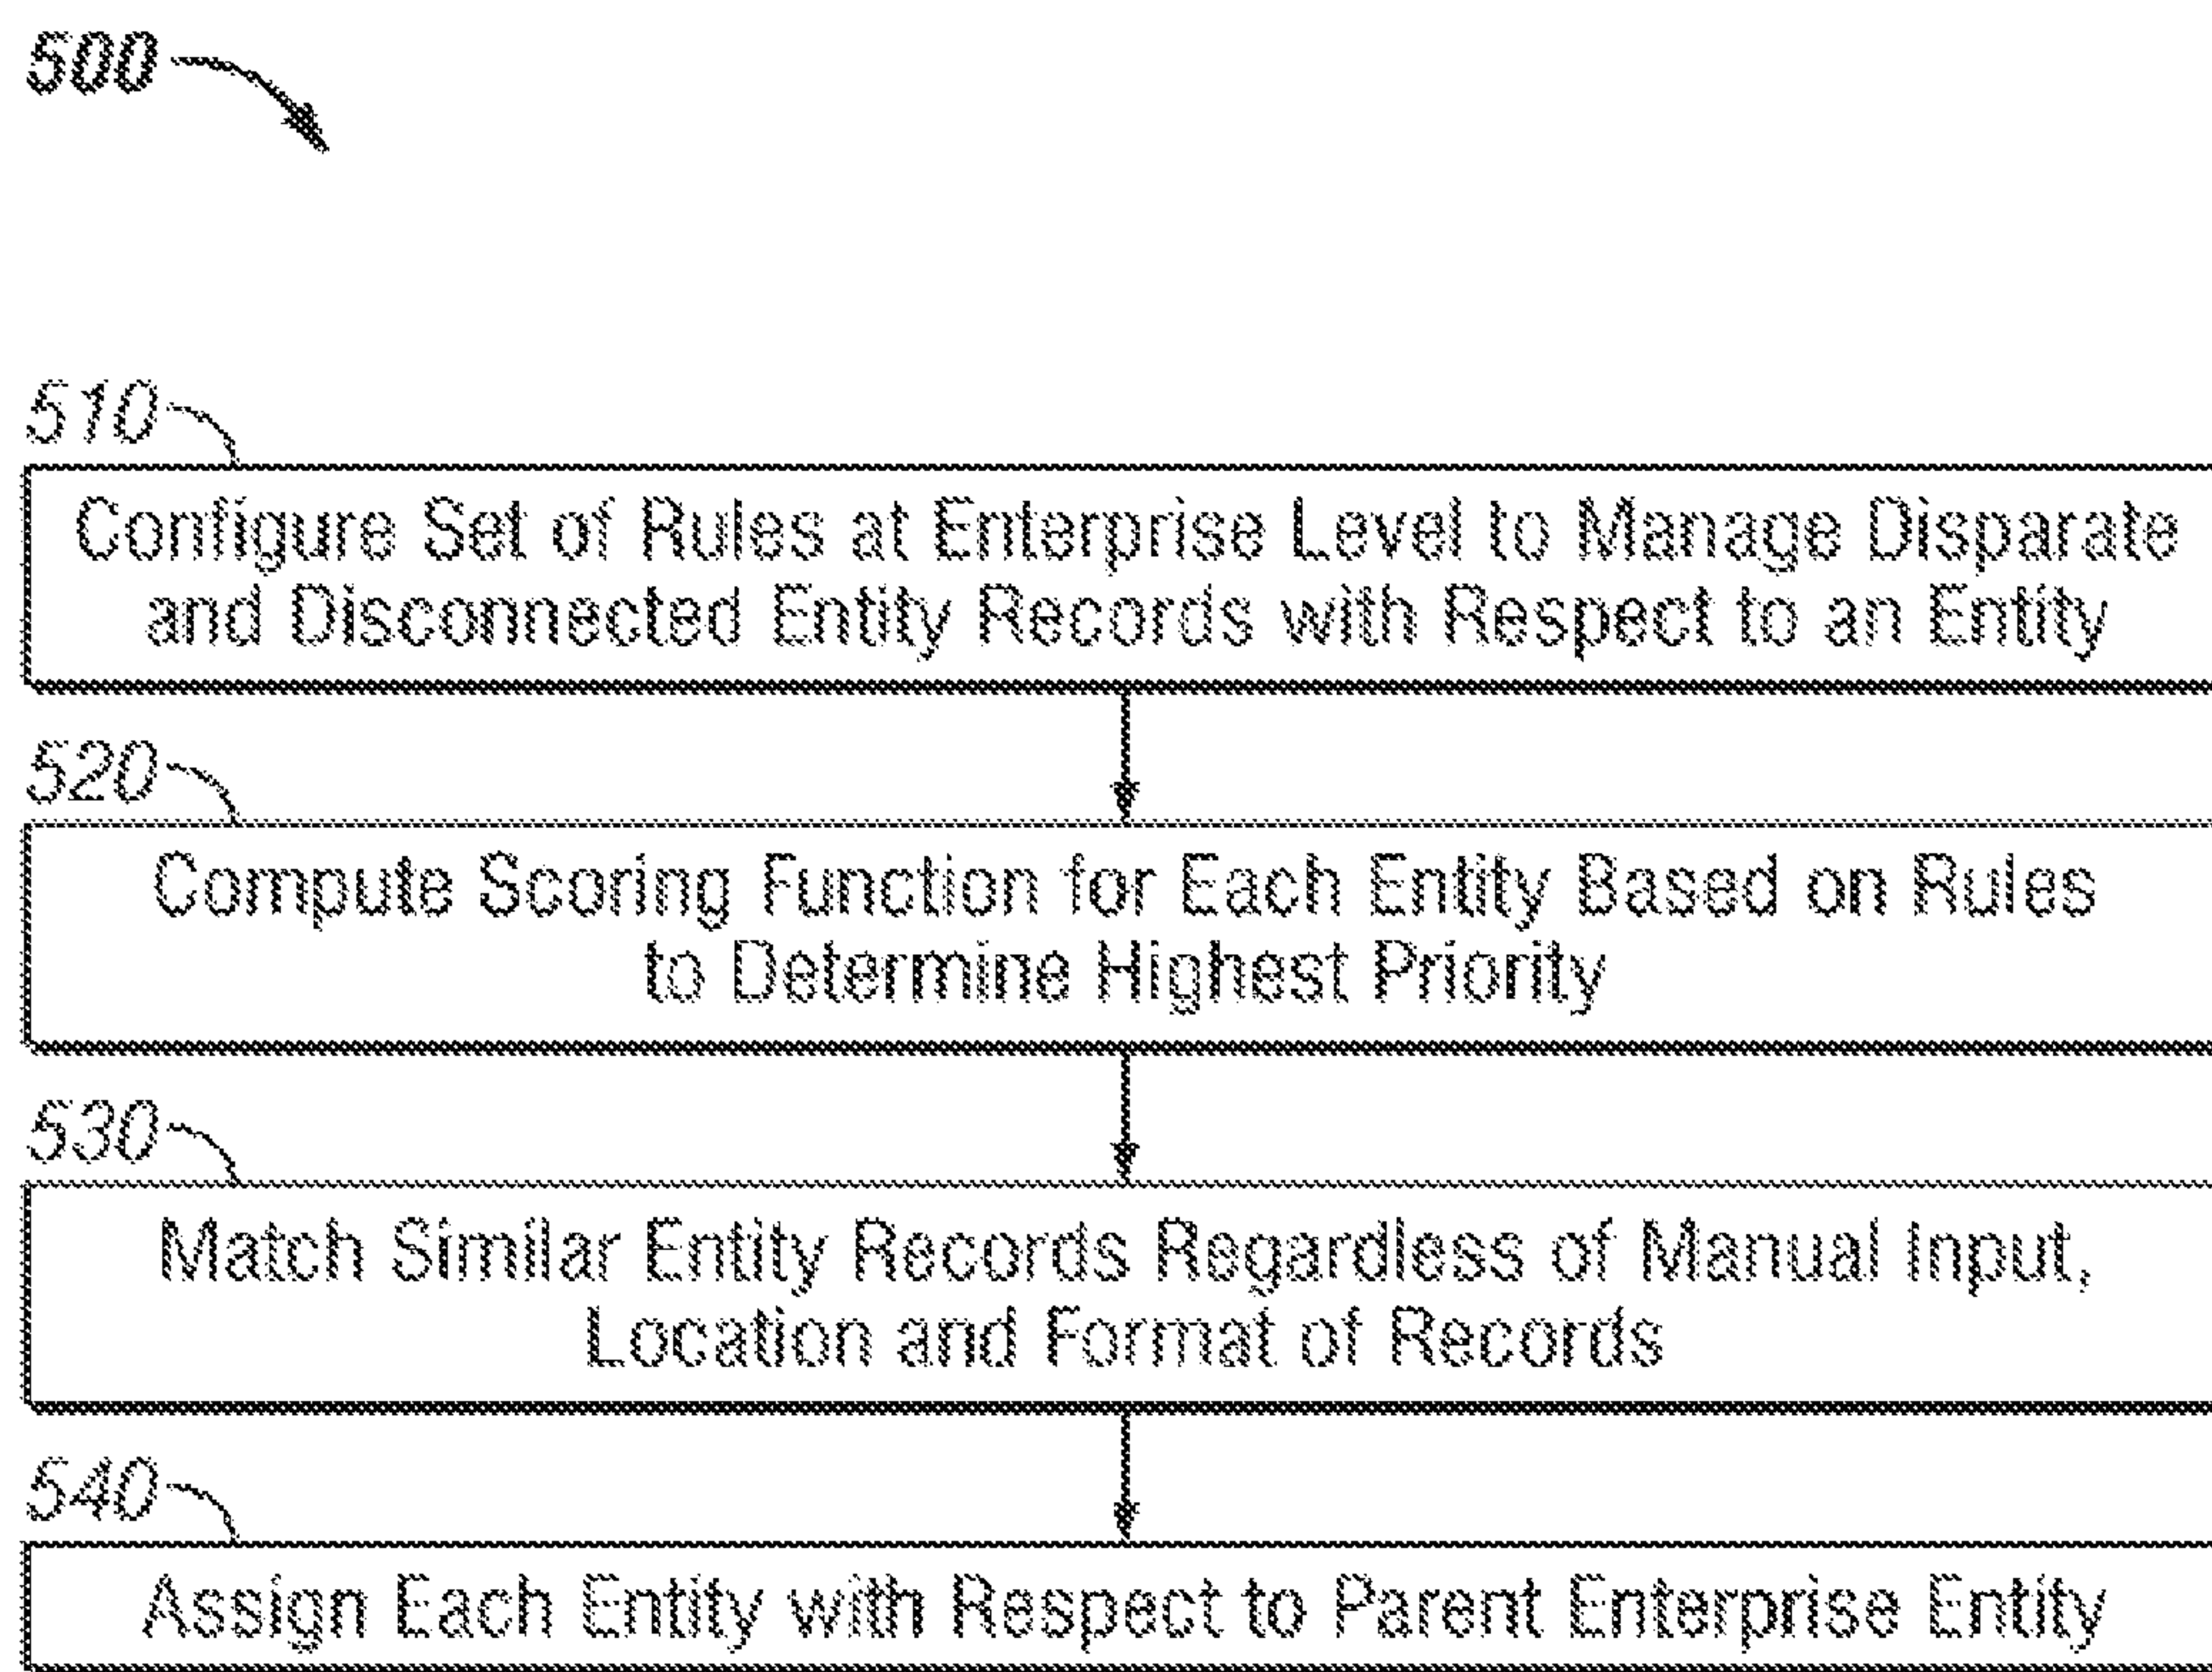 500
510
Configure Set of Rules at Enterprise Level to Manage Disparate
and Disconnected Entity Records with Respect to an Entity
520
Compute Scoring Function for Each Entity Based on Rules
to Determine Highest Priority
530
Match Similar Entity Records Regardless of Manual Input,
Location and Format of Records
540
Assign Each Entity with Respect to Parent Enterprise Entity